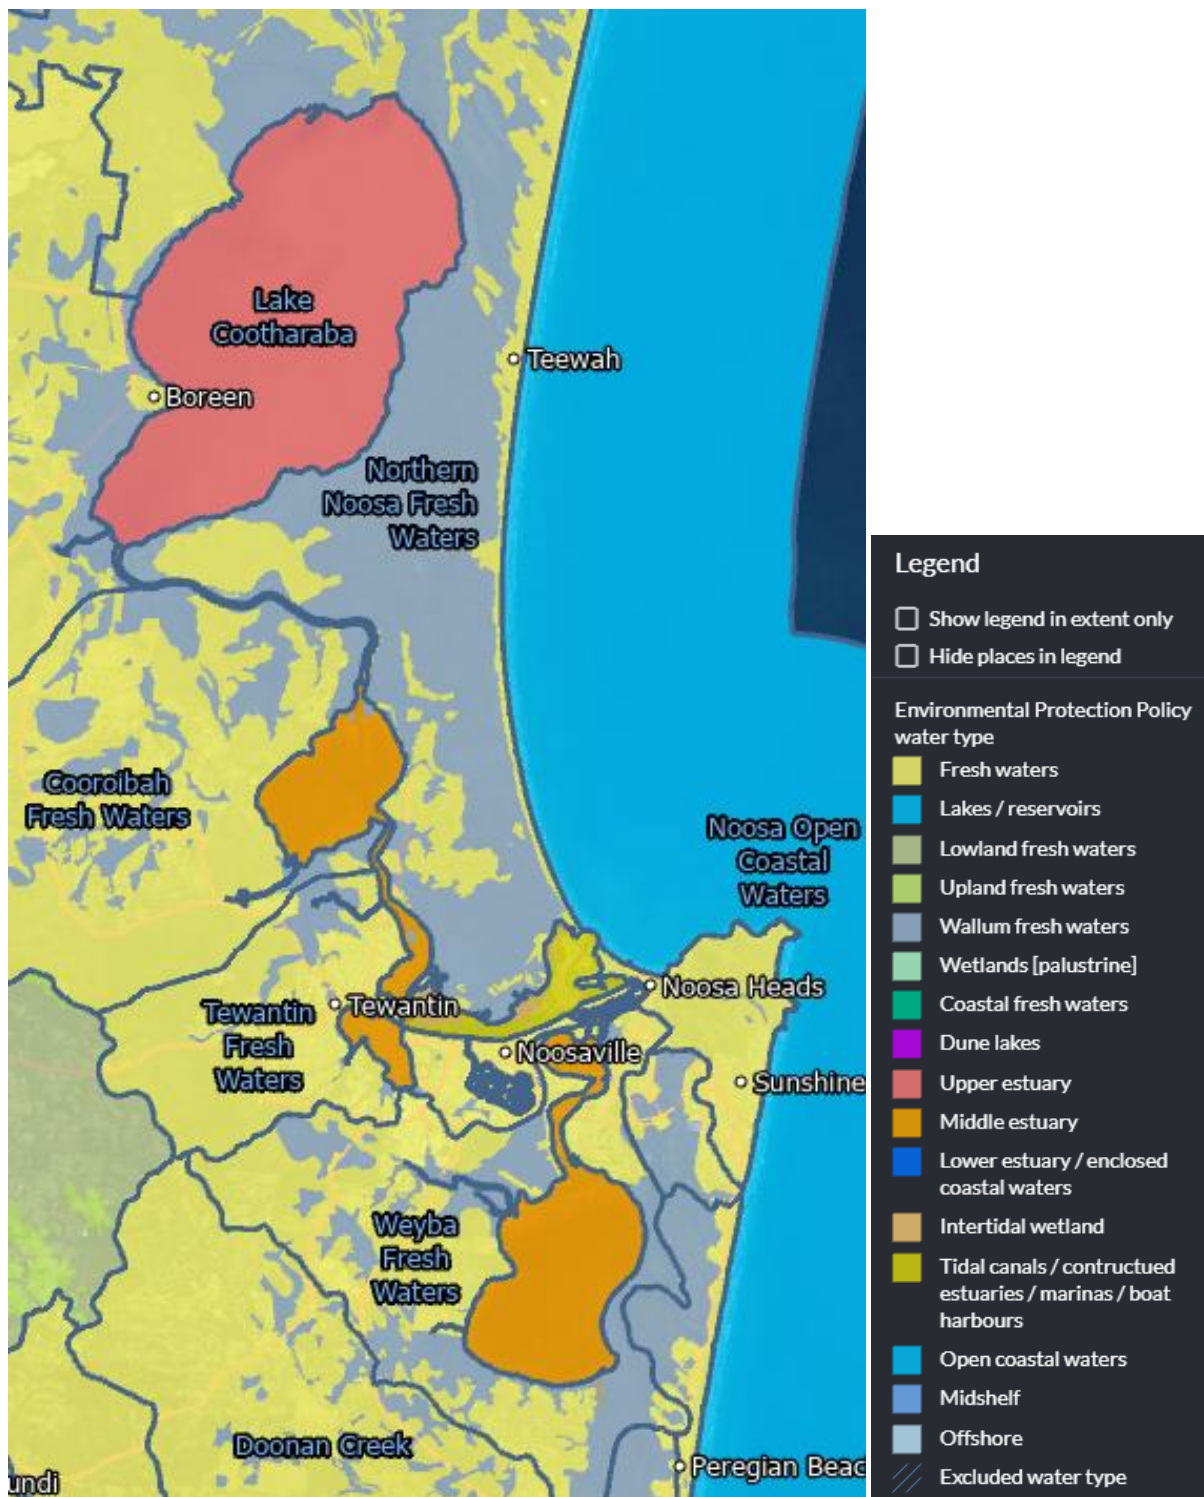 Lake
Cootharaba
Teewah
Boreen
Northern
Noosa Fresh
Waters
Cooroibah
Fresh Waters
Noosa Open
Coastal
Waters
Noosa Heads
Tewantin
Tewantin
Fresh
Waters
Noosaville
Sunshine
Weyba
Fresh
Waters
Doonan Creek
Peregian Beac
undi
Legend
Show legend in extent only
Hide places in legend
Environmental Protection Policy
water type
Fresh waters
Lakes / reservoirs
Lowland fresh waters
Upland fresh waters
Wallum fresh waters
Wetlands [palustrine]
Coastal fresh waters
Dune lakes
Upper estuary
Middle estuary
Lower estuary / enclosed
coastal waters
Intertidal wetland
Tidal canals / contructued
estuaries / marinas / boat
harbours
Open coastal waters
Midshelf
Offshore
Excluded water type